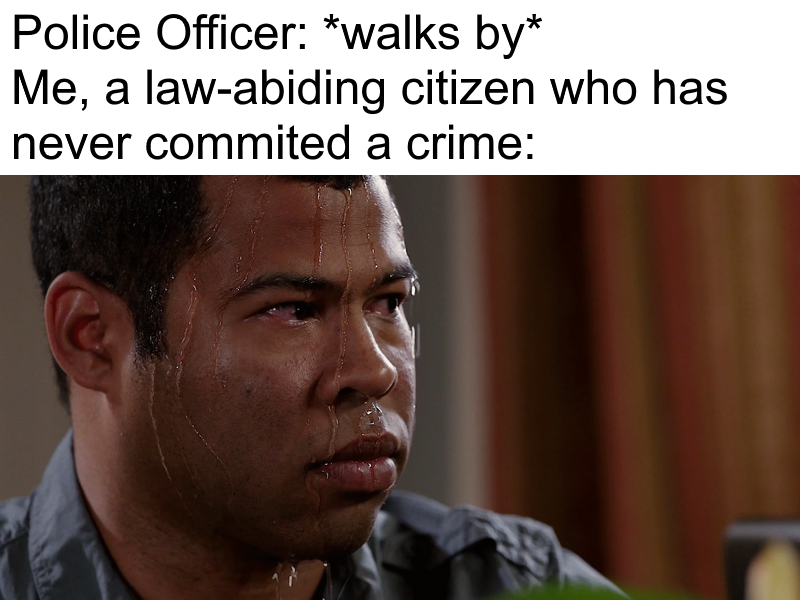 Police Officer: *walks by*
Me, a law-abiding citizen who has
never commited a crime: